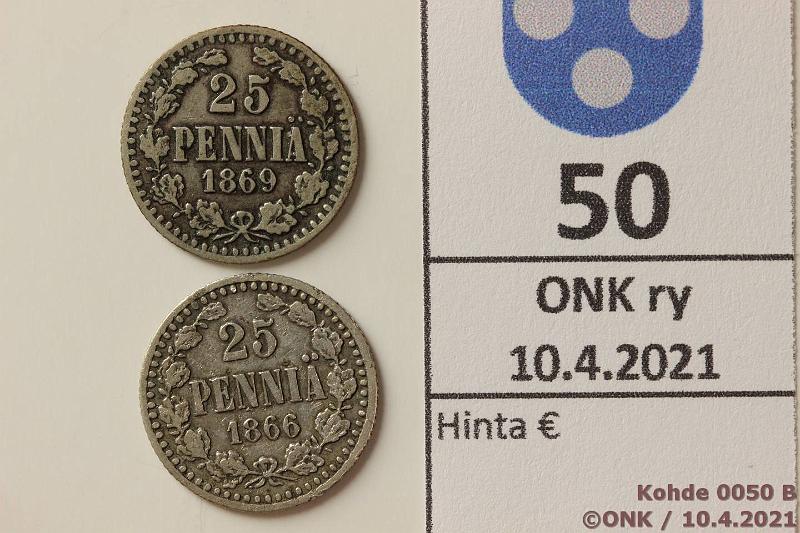 25
PENNIÄ
1869
25
PENNIÄ
1866
50
ONK ry
10.4.2021
Hinta €
Kohde 0050 B
©ONK / 10.4.2021